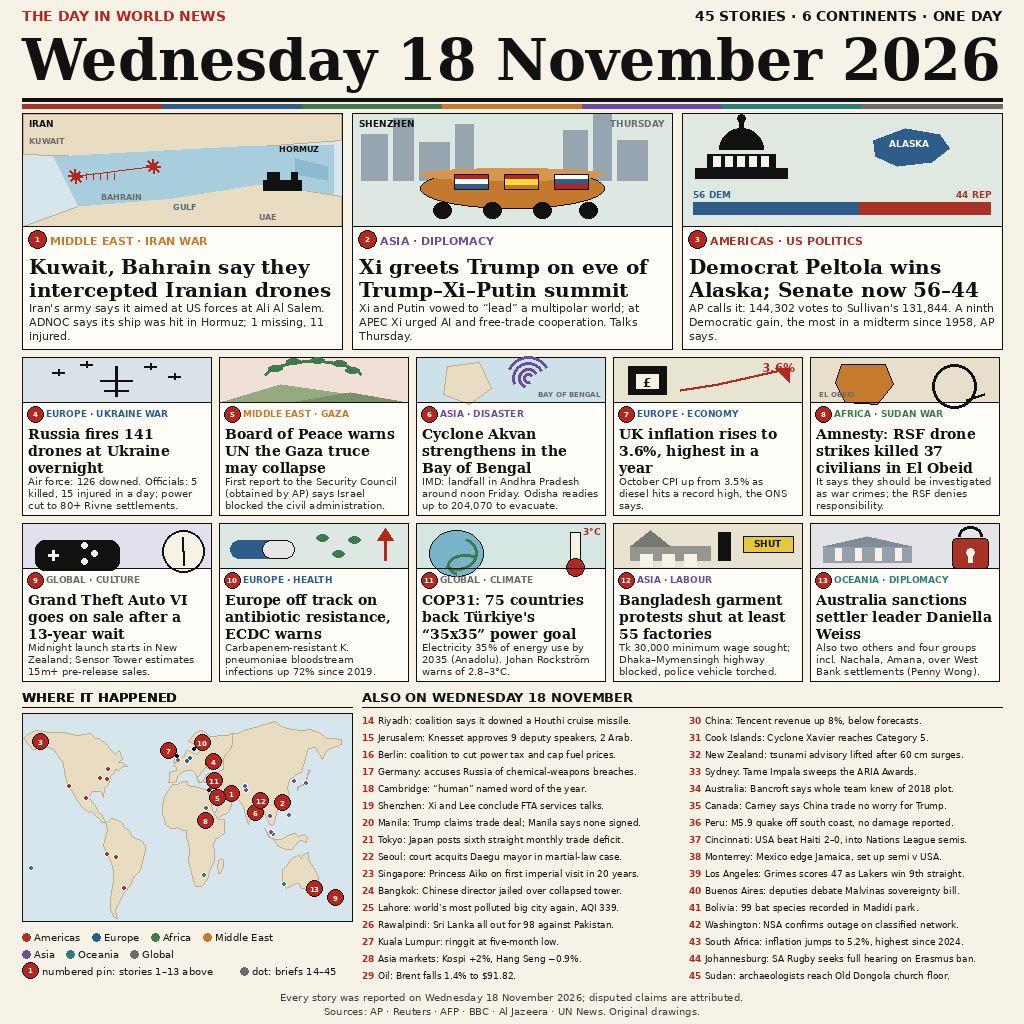 THE DAY IN WORLD NEWS
45 STORIES · 6 CONTINENTS · ONE DAY
Wednesday 18 November 2026
IRAN
KUWAIT
HORMUZ
BAHRAIN
GULF
UAE
1 MIDDLE EAST · IRAN WAR
Kuwait, Bahrain say they
intercepted Iranian drones
Iran's army says it aimed at US forces at Ali Al Salem.
ADNOC says its ship was hit in Hormuz; 1 missing, 11
injured.
SHENZHEN
THURSDAY
2 ASIA · DIPLOMACY
Xi greets Trump on eve of
Trump–Xi–Putin summit
Xi and Putin vowed to “lead” a multipolar world; at
APEC Xi urged AI and free-trade cooperation. Talks
Thursday.
ALASKA
56 DEM
44 REP
3 AMERICAS · US POLITICS
Democrat Peltola wins
Alaska; Senate now 56–44
AP calls it: 144,302 votes to Sullivan's 131,844. A ninth
Democratic gain, the most in a midterm since 1958, AP
says.
4 EUROPE · UKRAINE WAR
Russia fires 141
drones at Ukraine
overnight
Air force: 126 downed. Officials: 5
killed, 15 injured in a day; power
cut to 80+ Rivne settlements.
5 MIDDLE EAST · GAZA
Board of Peace warns
UN the Gaza truce
may collapse
First report to the Security Council
(obtained by AP) says Israel
blocked the civil administration.
BAY OF BENGAL
6 ASIA · DISASTER
Cyclone Akvan
strengthens in the
Bay of Bengal
IMD: landfall in Andhra Pradesh
around noon Friday. Odisha readies
up to 204,070 to evacuate.
£
3.6%
7 EUROPE · ECONOMY
UK inflation rises to
3.6%, highest in a
year
October CPI up from 3.5% as
diesel hits a record high, the ONS
says.
EL OBEID
8 AFRICA · SUDAN WAR
Amnesty: RSF drone
strikes killed 37
civilians in El Obeid
It says they should be investigated
as war crimes; the RSF denies
responsibility.
9 GLOBAL · CULTURE
Grand Theft Auto VI
goes on sale after a
13-year wait
Midnight launch starts in New
Zealand; Sensor Tower estimates
15m+ pre-release sales.
10 EUROPE · HEALTH
Europe off track on
antibiotic resistance,
ECDC warns
Carbapenem-resistant K.
pneumoniae bloodstream
infections up 72% since 2019.
3°C
11 GLOBAL · CLIMATE
COP31: 75 countries
back Türkiye's
“35x35” power goal
Electricity 35% of energy use by
2035 (Anadolu). Johan Rockström
warns of 2.8–3°C.
SHUT
12 ASIA · LABOUR
Bangladesh garment
protests shut at least
55 factories
Tk 30,000 minimum wage sought;
Dhaka–Mymensingh highway
blocked, police vehicle torched.
13 OCEANIA · DIPLOMACY
Australia sanctions
settler leader Daniella
Weiss
Also two others and four groups
incl. Nachala, Amana, over West
Bank settlements (Penny Wong).
WHERE IT HAPPENED
3
7
10
4
11
5
1
12
2
6
8
13
9
Americas
Europe
Africa
Middle East
Asia
Oceania
Global
1 numbered pin: stories 1–13 above
dot: briefs 14–45
ALSO ON WEDNESDAY 18 NOVEMBER
14 Riyadh: coalition says it downed a Houthi cruise missile.
15 Jerusalem: Knesset approves 9 deputy speakers, 2 Arab.
16 Berlin: coalition to cut power tax and cap fuel prices.
17 Germany: accuses Russia of chemical-weapons breaches.
18 Cambridge: “human” named word of the year.
19 Shenzhen: Xi and Lee conclude FTA services talks.
20 Manila: Trump claims trade deal; Manila says none signed.
21 Tokyo: Japan posts sixth straight monthly trade deficit.
22 Seoul: court acquits Daegu mayor in martial-law case.
23 Singapore: Princess Aiko on first imperial visit in 20 years.
24 Bangkok: Chinese director jailed over collapsed tower.
25 Lahore: world’s most polluted big city again, AQI 339.
26 Rawalpindi: Sri Lanka all out for 98 against Pakistan.
27 Kuala Lumpur: ringgit at five-month low.
28 Asia markets: Kospi +2%, Hang Seng −0.9%.
29 Oil: Brent falls 1.4% to $91.82.
30 China: Tencent revenue up 8%, below forecasts.
31 Cook Islands: Cyclone Xavier reaches Category 5.
32 New Zealand: tsunami advisory lifted after 60 cm surges.
33 Sydney: Tame Impala sweeps the ARIA Awards.
34 Australia: Bancroft says whole team knew of 2018 plot.
35 Canada: Carney says China trade no worry for Trump.
36 Peru: M5.9 quake off south coast, no damage reported.
37 Cincinnati: USA beat Haiti 2–0, into Nations League semis.
38 Monterrey: Mexico edge Jamaica, set up semi v USA.
39 Los Angeles: Grimes scores 47 as Lakers win 9th straight.
40 Buenos Aires: deputies debate Malvinas sovereignty bill.
41 Bolivia: 99 bat species recorded in Madidi park.
42 Washington: NSA confirms outage on classified network.
43 South Africa: inflation jumps to 5.2%, highest since 2024.
44 Johannesburg: SA Rugby seeks full hearing on Erasmus ban.
45 Sudan: archaeologists reach Old Dongola church floor.
Every story was reported on Wednesday 18 November 2026; disputed claims are attributed.
Sources: AP · Reuters · AFP · BBC · Al Jazeera · UN News. Original drawings.